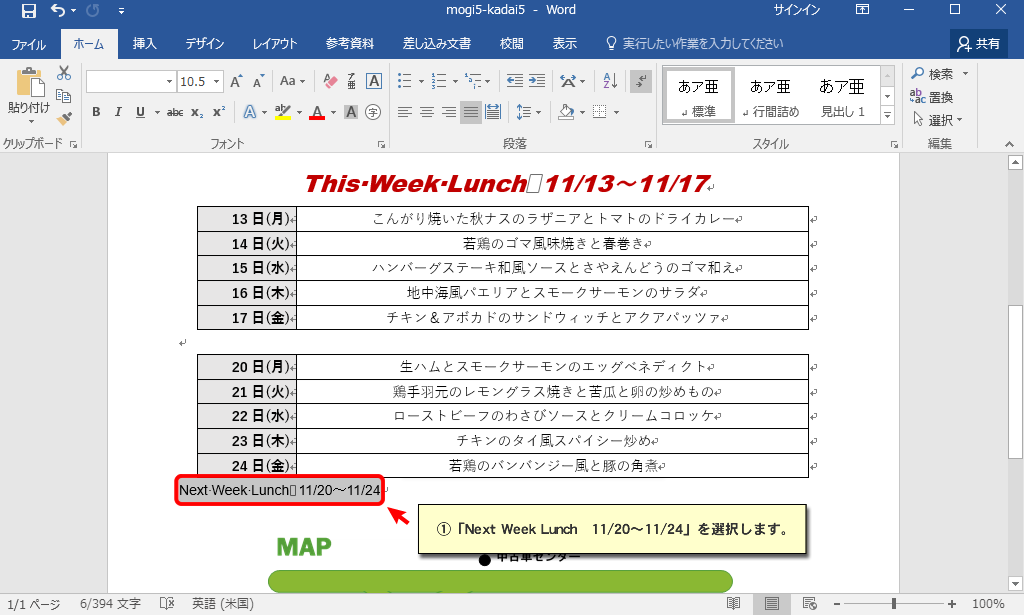 mogi5-kadai5 - Word
サインイン
ファイル ホーム 挿入 デザイン レイアウト 参考資料 差し込み文書 校閲 表示 実行したい作業を入力してください 共有
貼り付け
クリップボード
10.5
A A Aa A 亜 A
B I U abc x₂ x² A ab A A 字
フォント
段落
あア亜 あア亜 あア亜
標準 行間詰め 見出し 1
スタイル
検索
置換
選択
編集
This·Week·Lunch□11/13～11/17
13 日(月) こんがり焼いた秋ナスのラザニアとトマトのドライカレー
14 日(火) 若鶏のゴマ風味焼きと春巻き
15 日(水) ハンバーグステーキ和風ソースとさやえんどうのゴマ和え
16 日(木) 地中海風パエリアとスモークサーモンのサラダ
17 日(金) チキン＆アボカドのサンドウィッチとアクアパッツァ
20 日(月) 生ハムとスモークサーモンのエッグベネディクト
21 日(火) 鶏手羽元のレモングラス焼きと苦瓜と卵の炒めもの
22 日(水) ローストビーフのわさびソースとクリームコロッケ
23 日(木) チキンのタイ風スパイシー炒め
24 日(金) 若鶏のバンバンジー風と豚の角煮
Next·Week·Lunch□11/20～11/24
①「Next Week Lunch　11/20～11/24」を選択します。
MAP
●中古車センター
1/1 ページ 6/394 文字 英語 (米国) 100%